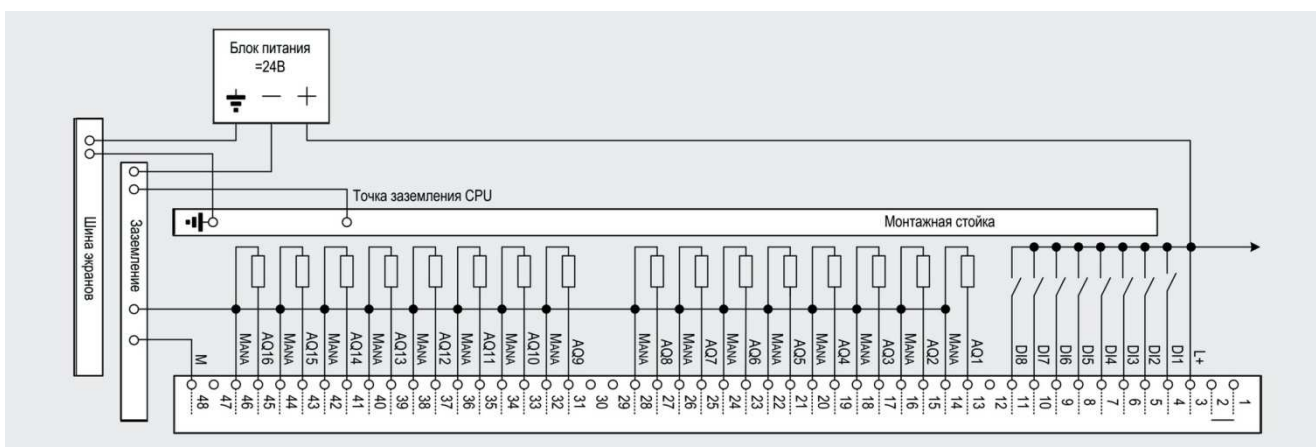 Блок питания
=24В
— +
Точка заземления CPU
Монтажная стойка
Шина экранов
Заземление
M
MANA
AQ16
MANA
AQ15
MANA
AQ14
MANA
AQ13
MANA
AQ12
MANA
AQ11
MANA
AQ10
MANA
AQ9
MANA
AQ8
MANA
AQ7
MANA
AQ6
MANA
AQ5
MANA
AQ4
MANA
AQ3
MANA
AQ2
MANA
AQ1
DI8
DI7
DI6
DI5
DI4
DI3
DI2
DI1
L+
48 47 46 45 44 43 42 41 40 39 38 37 36 35 34 33 32 31 30 29 28 27 26 25 24 23 22 21 20 19 18 17 16 15 14 13 12 11 10 9 8 7 6 5 4 3 2 1